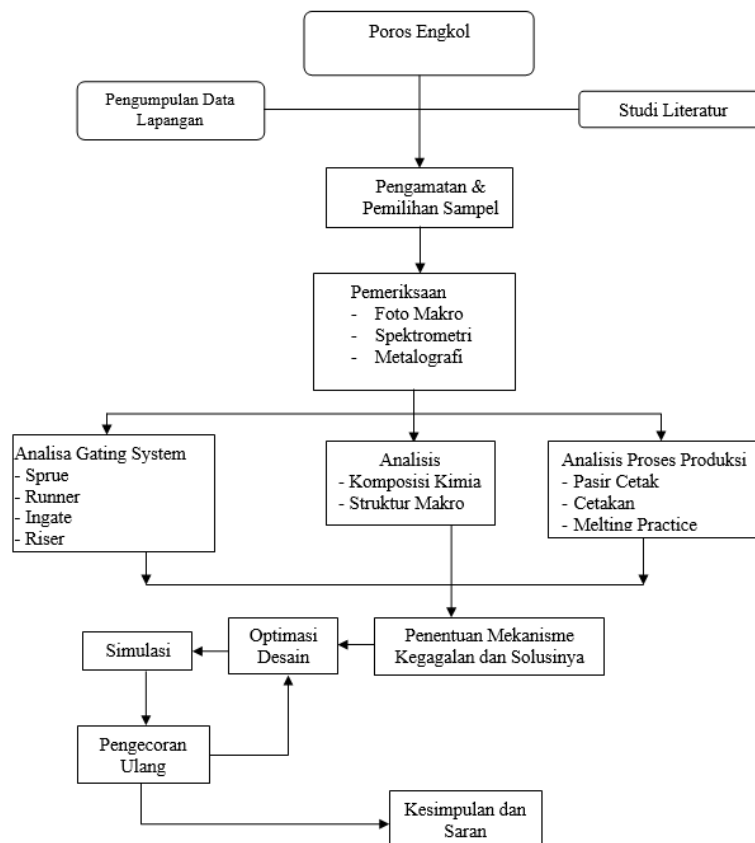 Poros Engkol
Pengumpulan Data
Lapangan
Studi Literatur
Pengamatan &
Pemilihan Sampel
Pemeriksaan
- Foto Makro
- Spektrometri
- Metalografi
Analisa Gating System
- Sprue
- Runner
- Ingate
- Riser
Analisis
- Komposisi Kimia
- Struktur Makro
Analisis Proses Produksi
- Pasir Cetak
- Cetakan
- Melting Practice
Penentuan Mekanisme
Kegagalan dan Solusinya
Optimasi
Desain
Simulasi
Pengecoran
Ulang
Kesimpulan dan
Saran